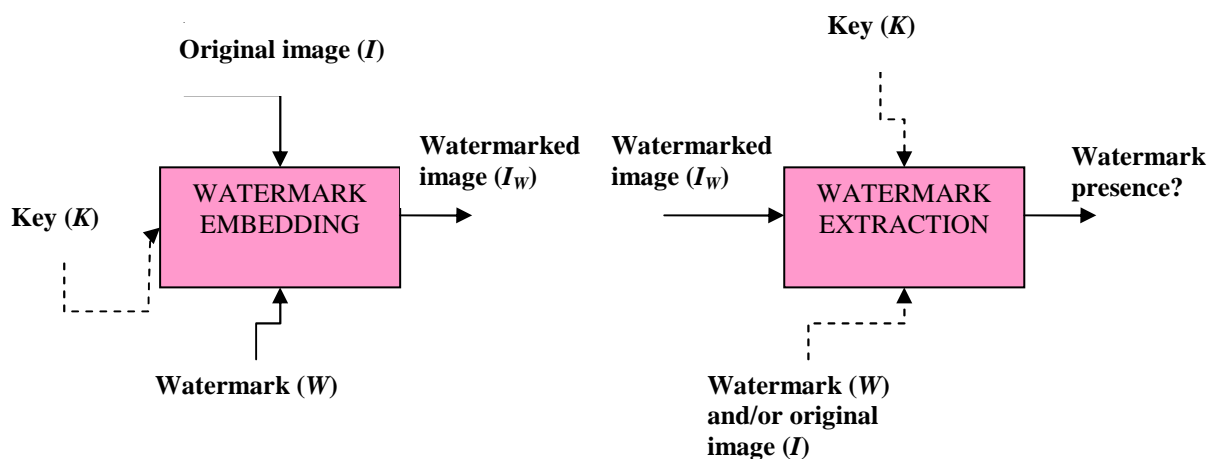 Original image (I)
Key (K)
WATERMARK
EMBEDDING
Watermarked
image (IW)
Watermark (W)
Key (K)
Watermarked
image (IW)
WATERMARK
EXTRACTION
Watermark
presence?
Watermark (W)
and/or original
image (I)